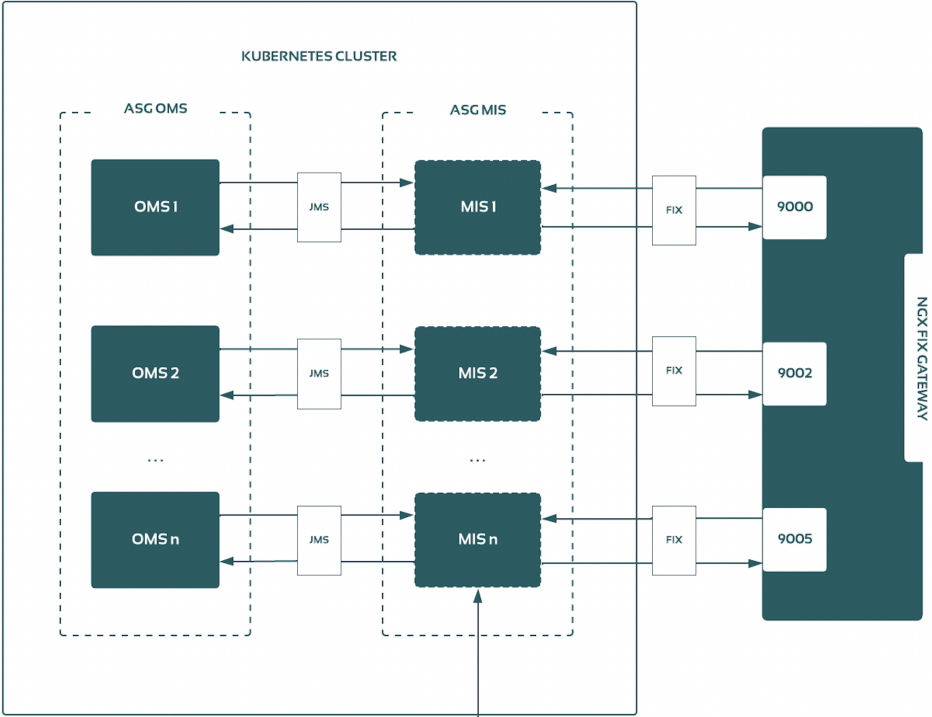 KUBERNETES CLUSTER
ASG OMS
ASG MIS
OMS 1
JMS
MIS 1
FIX
9000
OMS 2
JMS
MIS 2
FIX
9002
...
...
OMS n
JMS
MIS n
FIX
9005
NGX FIX GATEWAY